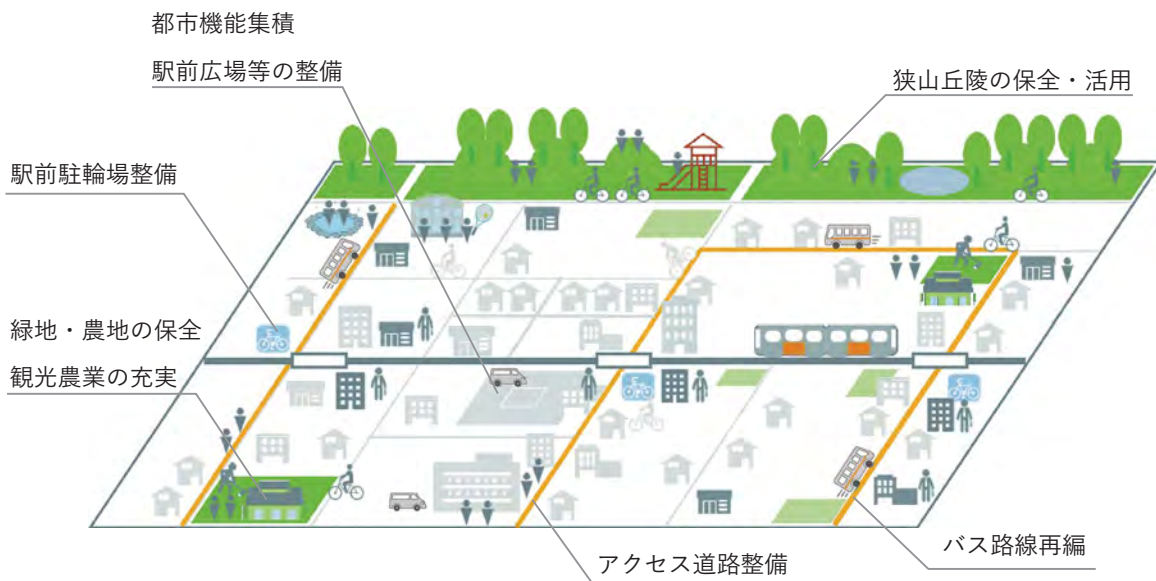 都市機能集積
駅前広場等の整備
狭山丘陵の保全・活用
駅前駐輪場整備
緑地・農地の保全
観光農業の充実
アクセス道路整備
バス路線再編